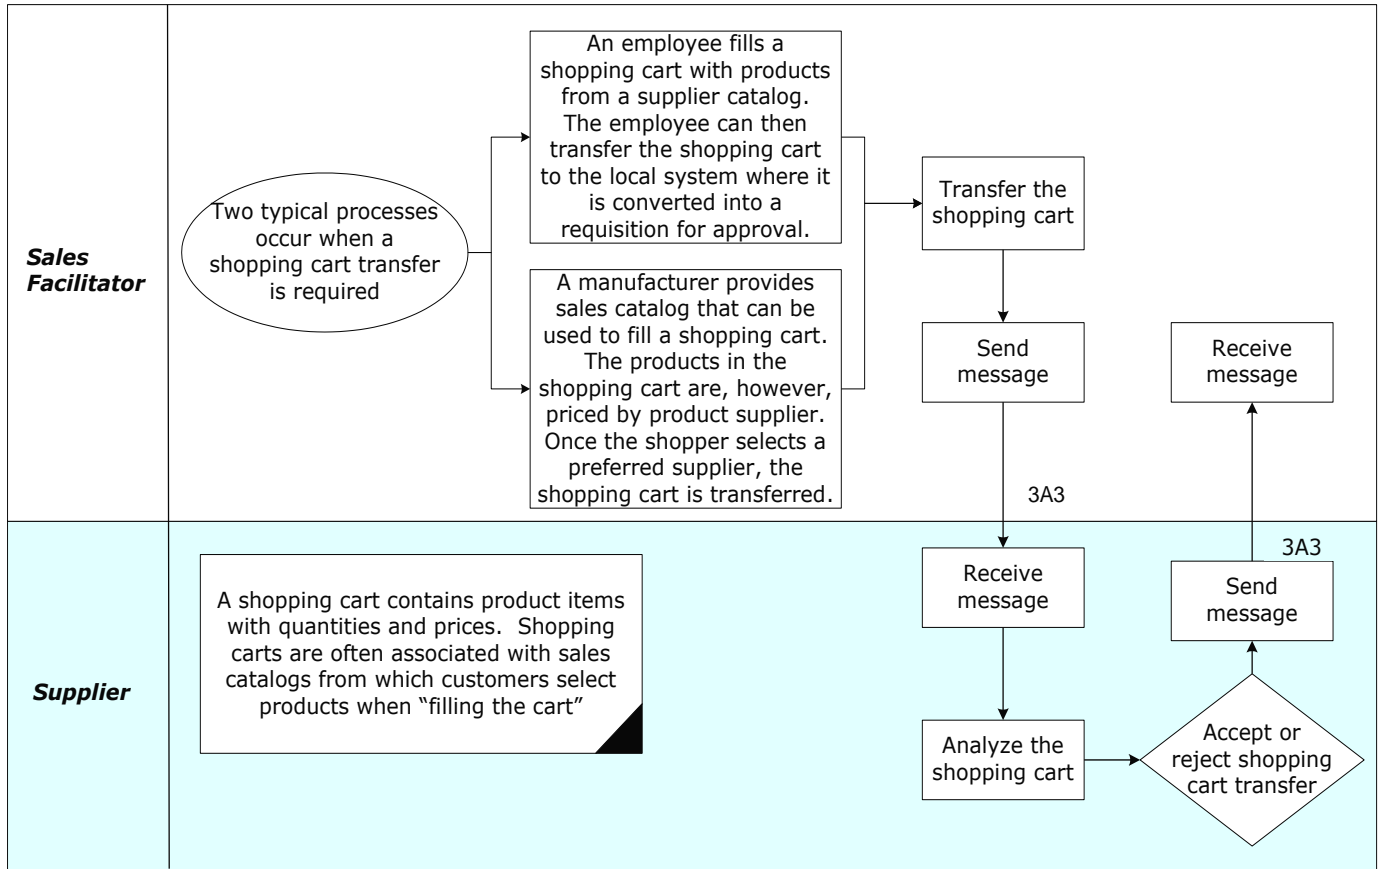 Sales
Facilitator
Two typical processes
occur when a
shopping cart transfer
is required
An employee fills a
shopping cart with products
from a supplier catalog.
The employee can then
transfer the shopping cart
to the local system where it
is converted into a
requisition for approval.
A manufacturer provides
sales catalog that can be
used to fill a shopping cart.
The products in the
shopping cart are, however,
priced by product supplier.
Once the shopper selects a
preferred supplier, the
shopping cart is transferred.
Transfer the
shopping cart
Send
message
Receive
message
3A3
Supplier
A shopping cart contains product items
with quantities and prices.  Shopping
carts are often associated with sales
catalogs from which customers select
products when “filling the cart”
Receive
message
3A3
Send
message
Analyze the
shopping cart
Accept or
reject shopping
cart transfer